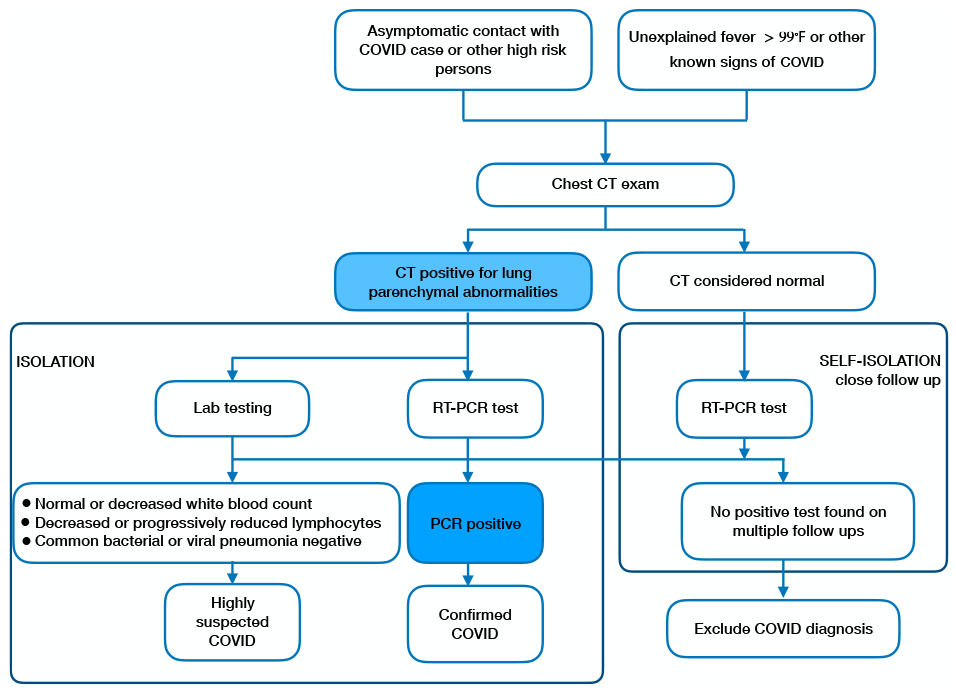 Asymptomatic contact with
COVID case or other high risk
persons
Unexplained fever > 99°F or other
known signs of COVID
Chest CT exam
CT positive for lung
parenchymal abnormalities
CT considered normal
ISOLATION
SELF-ISOLATION
close follow up
Lab testing
RT-PCR test
RT-PCR test
● Normal or decreased white blood count
● Decreased or progressively reduced lymphocytes
● Common bacterial or viral pneumonia negative
PCR positive
No positive test found on
multiple follow ups
Highly
suspected
COVID
Confirmed
COVID
Exclude COVID diagnosis